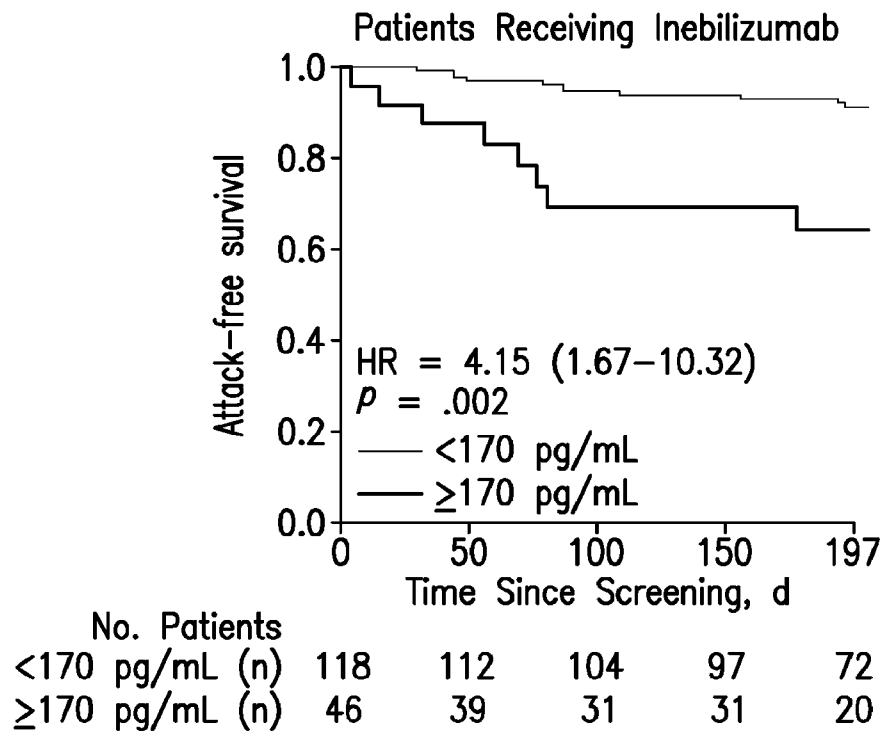 Patients Receiving Inebilizumab
1.0
0.8
0.6
0.4
0.2
0.0
Attack-free survival
HR = 4.15 (1.67–10.32)
p = .002
<170 pg/mL
≥170 pg/mL
0 50 100 150 197
Time Since Screening, d
No. Patients
<170 pg/mL (n) 118 112 104 97 72
≥170 pg/mL (n) 46 39 31 31 20